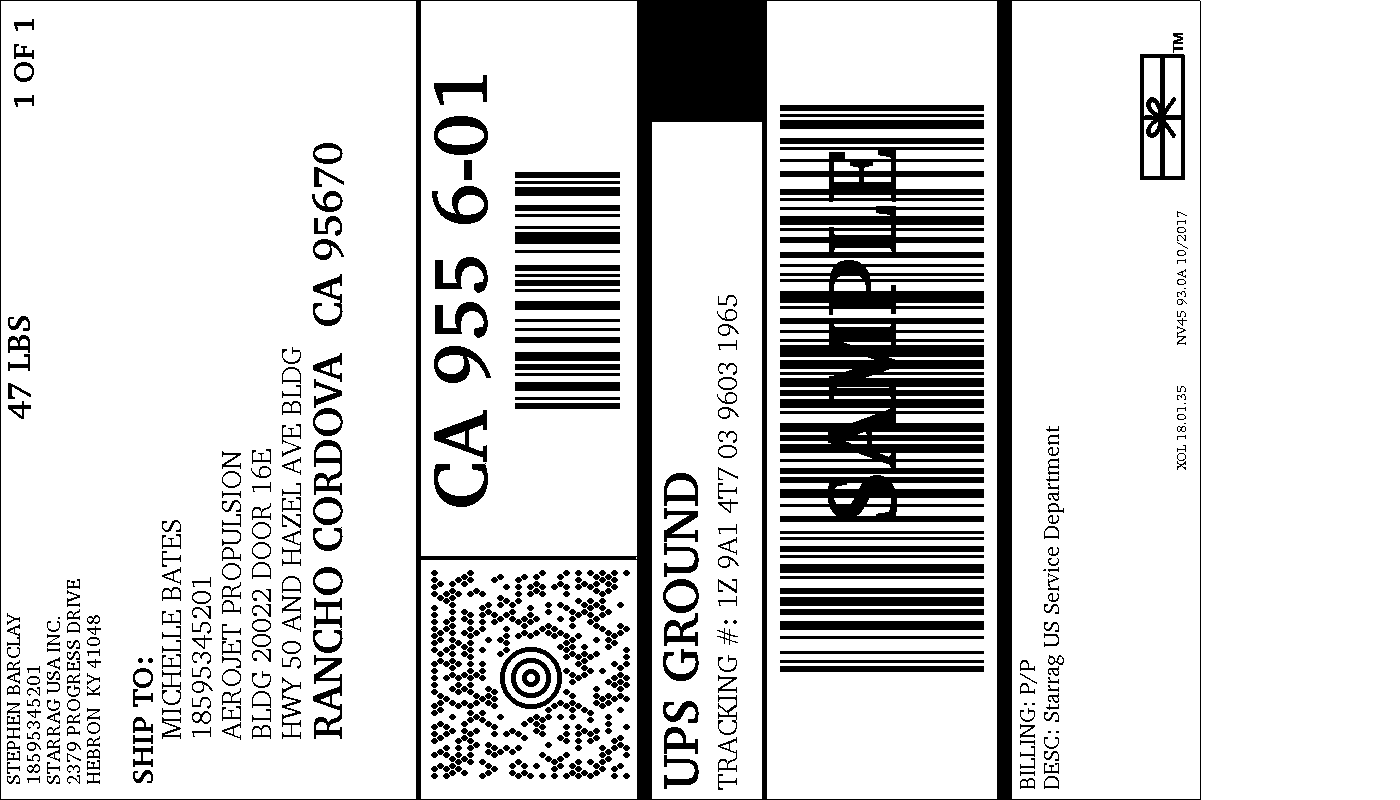 STEPHEN BARCLAY
18595345201
STARRAG USA INC.
2379 PROGRESS DRIVE
HEBRON KY 41048
47 LBS
1 OF 1
SHIP TO:
MICHELLE BATES
18595345201
AEROJET PROPULSION
BLDG 20022 DOOR 16E
HWY 50 AND HAZEL AVE BLDG
RANCHO CORDOVA CA 95670
CA 955 6-01
UPS GROUND
TRACKING #: 1Z 9A1 4T7 03 9603 1965
SAMPLE
BILLING: P/P
DESC: Starrag US Service Department
XOL 18.01.35 NV45 93.0A 10/2017
TM